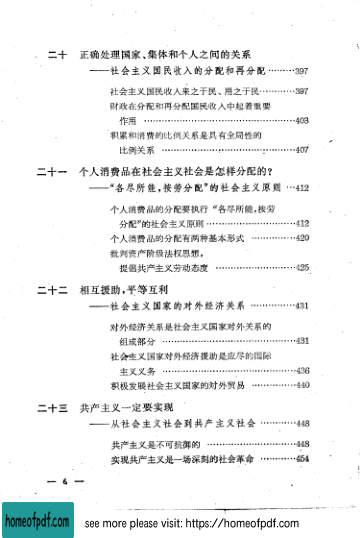 二十 正确处理国家、集体和个人之间的关系
——社会主义国民收入的分配和再分配 ………397
社会主义国民收入来之于民、用之于民…………397
财政在分配和再分配国民收入中起着重要
作用 ……………………………………403
积累和消费的比例关系是具有全局性的
比例关系 ……………………………………407
二十一 个人消费品在社会主义社会是怎样分配的?
——“各尽所能,按劳分配”的社会主义原则 …412
个人消费品的分配要执行“各尽所能,按劳
分配”的社会主义原则…………………………412
个人消费品的分配有两种基本形式 …………420
批判资产阶级法权思想,
提倡共产主义劳动态度 ………………………425
二十二 相互援助,平等互利
——社会主义国家的对外经济关系 …………431
对外经济关系是社会主义国家对外关系的
组成部分 ……………………………………431
社会主义国家对外经济援助是应尽的国际
主义义务 ……………………………………436
积极发展社会主义国家的对外贸易 …………440
二十三 共产主义一定要实现
——从社会主义社会到共产主义社会 …………448
共产主义是不可抗御的 ………………………448
实现共产主义是一场深刻的社会革命 …………454
— 6 —
homeofpdf.com
see more please visit: https://homeofpdf.com